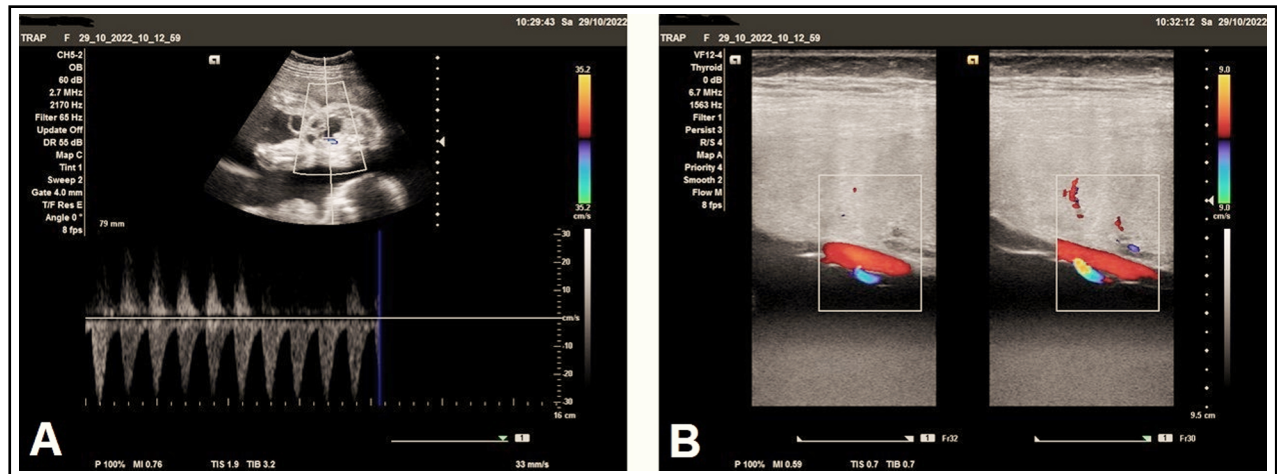 10:29:43 Sa 29/10/2022
TRAP F 29_10_2022_10_12_59
CH5-2
OB
60 dB
2.7 MHz
2170 Hz
Filter 65 Hz
Update Off
DR 55 dB
Map C
Tint 1
Sweep 2
Gate 4.0 mm
T/F Res E
Angle 0°
8 fps
79 mm
35.2
35.2
cm/s
30
20
10
cm/s
-10
-20
-30
16 cm
1
A
P 100% MI 0.76 TIS 1.9 TIB 3.2 33 mm/s
10:32:12 Sa 29/10/2022
TRAP F 29_10_2022_10_12_59
VF12-4
Thyroid
0 dB
6.7 MHz
1563 Hz
Filter 1
Persist 3
R/S 4
Map A
Priority 4
Smooth 2
Flow M
8 fps
9.0
9.0
cm/s
9.5 cm
1 Fr32
1 Fr30
B
P 100% MI 0.59 TIS 0.7 TIB 0.7